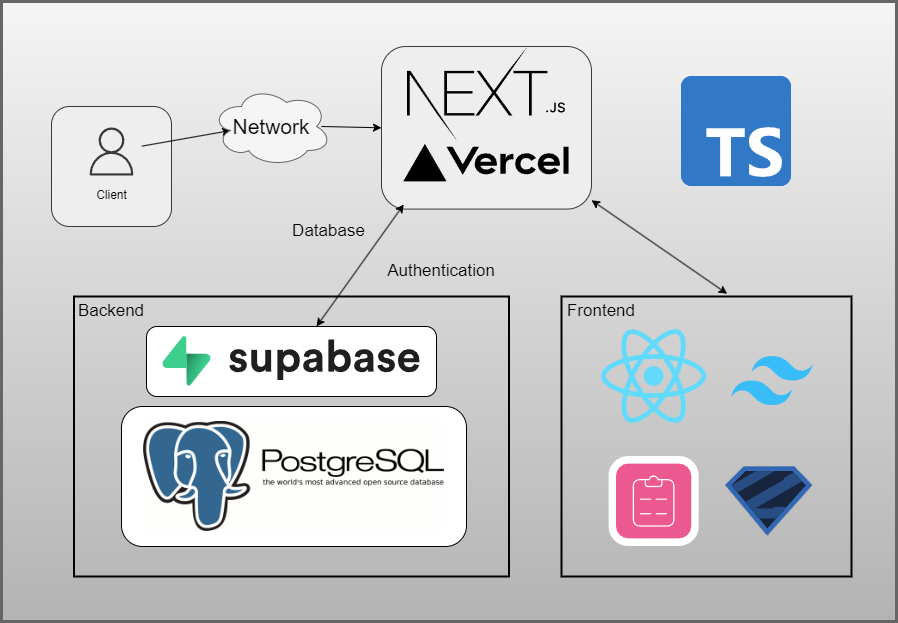 NEXT.JS
Vercel
TS
Network
Client
Database
Authentication
Backend
Frontend
supabase
PostgreSQL
the world's most advanced open source database